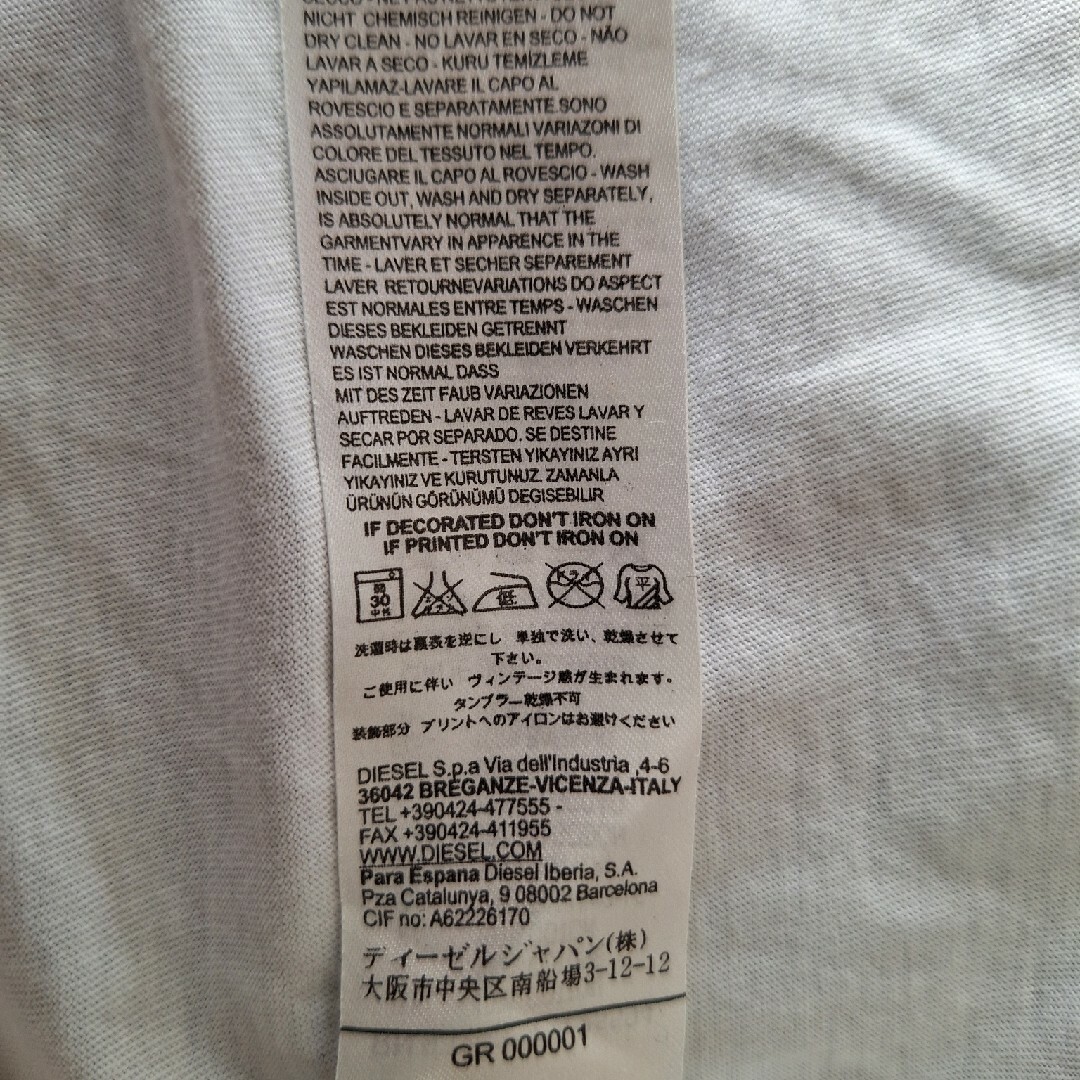 NICHT CHEMISCH REINIGEN - DO NOT
DRY CLEAN - NO LAVAR EN SECO - NÃO
LAVAR A SECO - KURU TEMİZLEME
YAPILAMAZ-LAVARE IL CAPO AL
ROVESCIO E SEPARATAMENTE.SONO
ASSOLUTAMENTE NORMALI VARIAZONI DI
COLORE DEL TESSUTO NEL TEMPO.
ASCIUGARE IL CAPO AL ROVESCIO - WASH
INSIDE OUT, WASH AND DRY SEPARATELY,
IS ABSOLUTELY NORMAL THAT THE
GARMENTVARY IN APPARENCE IN THE
TIME - LAVER ET SECHER SEPAREMENT
LAVER RETOURNEVARIATIONS DO ASPECT
EST NORMALES ENTRE TEMPS - WASCHEN
DIESES BEKLEIDEN GETRENNT
WASCHEN DIESES BEKLEIDEN VERKEHRT
ES IST NORMAL DASS
MIT DES ZEIT FAUB VARIAZIONEN
AUFTREDEN - LAVAR DE REVES LAVAR Y
SECAR POR SEPARADO. SE DESTINE
FACILMENTE - TERSTEN YIKAYINIZ AYRI
YIKAYINIZ VE KURUTUNUZ. ZAMANLA
ÜRÜNÜN GÖRÜNÜMÜ DEGISEBILIR
IF DECORATED DON'T IRON ON
IF PRINTED DON'T IRON ON
30
低
平
洗濯時は裏表を逆にし 単独で洗い、乾燥させて
下さい。
ご使用に伴い ヴィンテージ感が生まれます。
タンブラー乾燥不可
装飾部分 プリントへのアイロンはお避けください
DIESEL S.p.a Via dell'Industria ,4-6
36042 BREGANZE-VICENZA-ITALY
TEL +390424-477555 -
FAX +390424-411955
WWW.DIESEL.COM
Para Espana Diesel Iberia, S.A.
Pza Catalunya, 9 08002 Barcelona
CIF no: A62226170
ディーゼルジャパン(株)
大阪市中央区南船場3-12-12
GR 000001